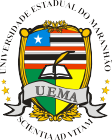 UNIVERSIDADE ESTADUAL DO MARANHÃO
UEMA
SCIENTIA AD VITAM